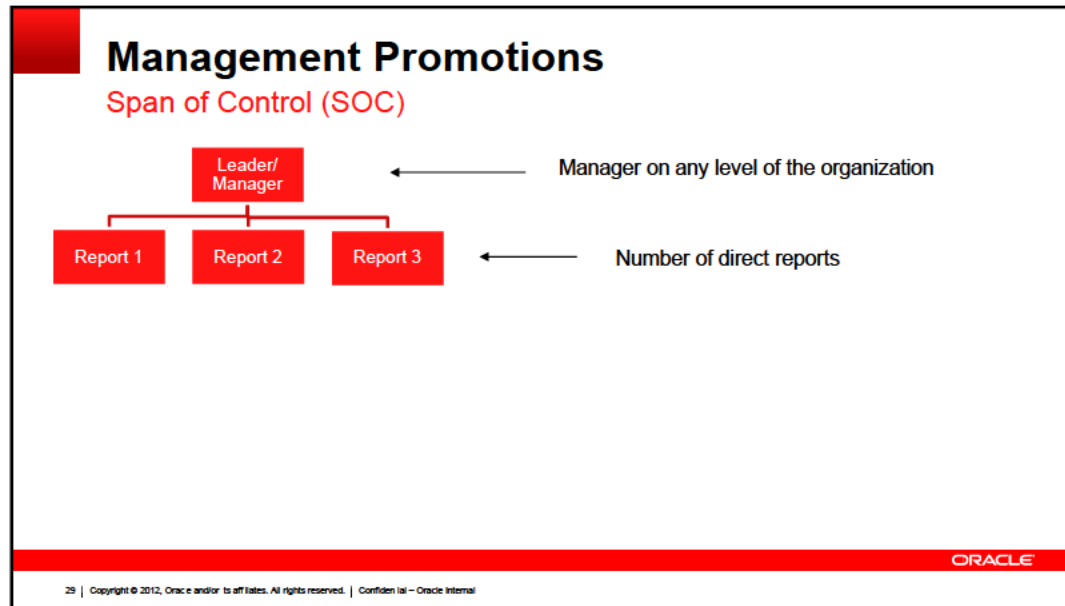 Management Promotions
Span of Control (SOC)
Leader/
Manager
Manager on any level of the organization
Report 1
Report 2
Report 3
Number of direct reports
ORACLE
29 | Copyright © 2012, Orac e and/or ts aff liates. All rights reserved. | Confiden ial – Oracle Internal